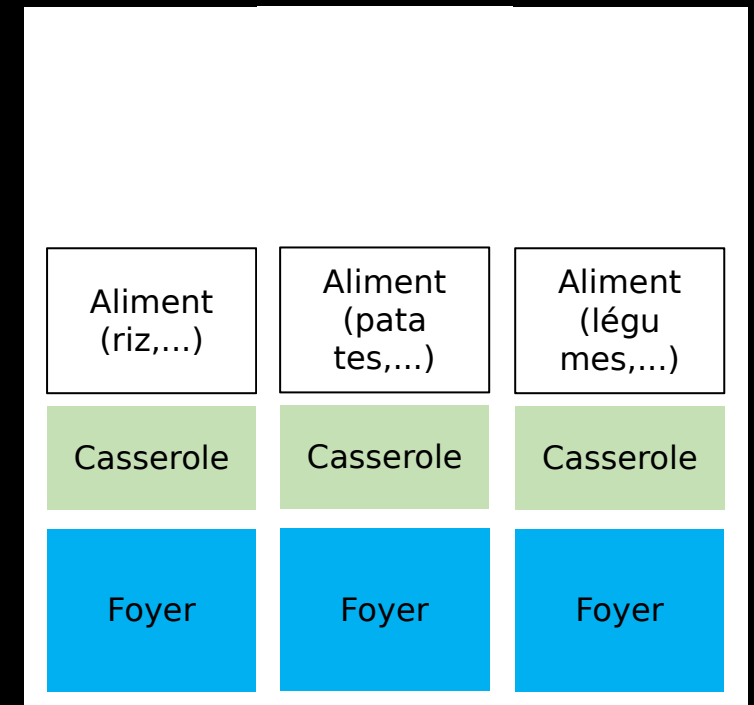 Aliment
(riz,...)
Aliment
(pata
tes,...)
Aliment
(légu
mes,...)
Casserole
Casserole
Casserole
Foyer
Foyer
Foyer